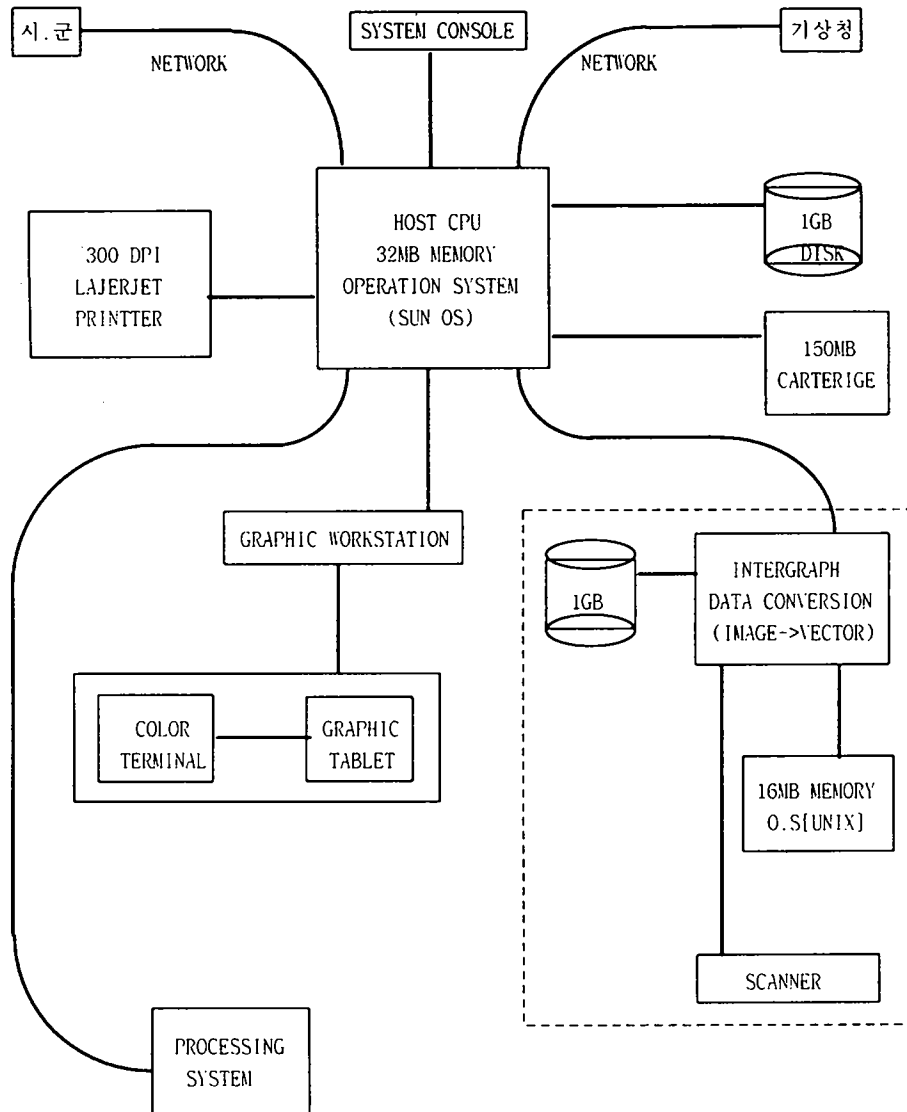 시.군
SYSTEM CONSOLE
기상청
NETWORK
NETWORK
300 DPI
LAJERJET
PRINTTER
HOST CPU
32MB MEMORY
OPERATION SYSTEM
(SUN OS)
1GB
DISK
150MB
CARTERIGE
GRAPHIC WORKSTATION
1GB
INTERGRAPH
DATA CONVERSION
(IMAGE->VECTOR)
COLOR
TERMINAL
GRAPHIC
TABLET
16MB MEMORY
O.S[UNIX]
SCANNER
PROCESSING
SYSTEM